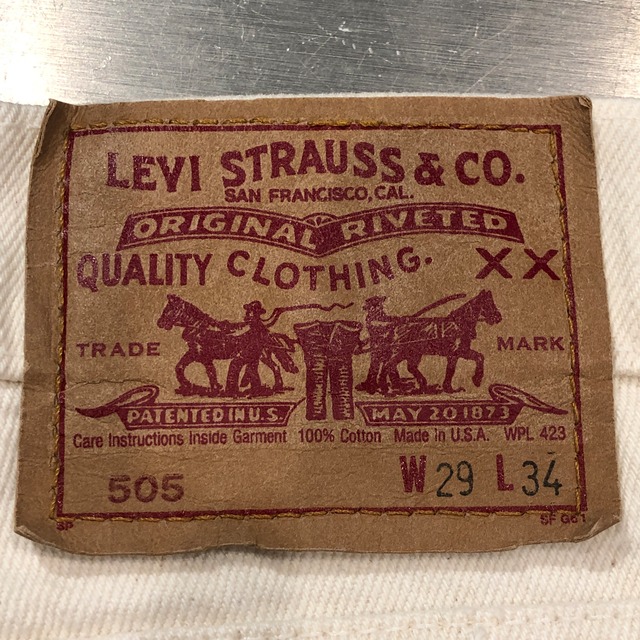 LEVI STRAUSS & CO.
SAN FRANCISCO, CAL.
ORIGINAL RIVETED
QUALITY CLOTHING. XX
TRADE MARK
PATENTED IN U.S. MAY 20 1873
Care Instructions Inside Garment 100% Cotton Made in U.S.A. WPL 423
505 W 29 L 34
SF